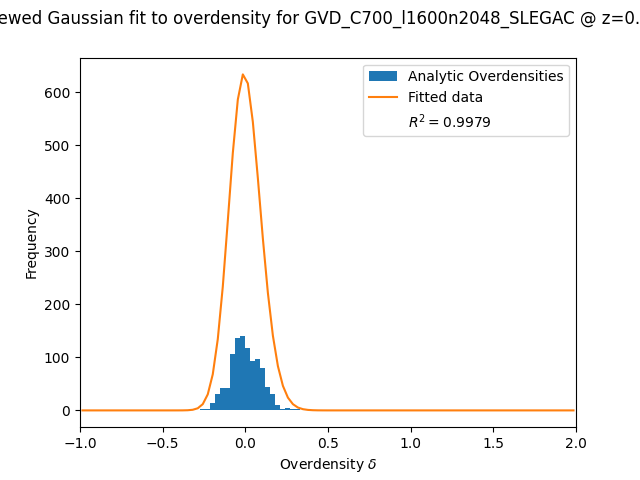 ewed Gaussian fit to overdensity for GVD_C700_l1600n2048_SLEGAC @ z=0.
Analytic Overdensities
Fitted data
R² = 0.9979
Frequency
600
500
400
300
200
100
0
−1.0 −0.5 0.0 0.5 1.0 1.5 2.0
Overdensity δ